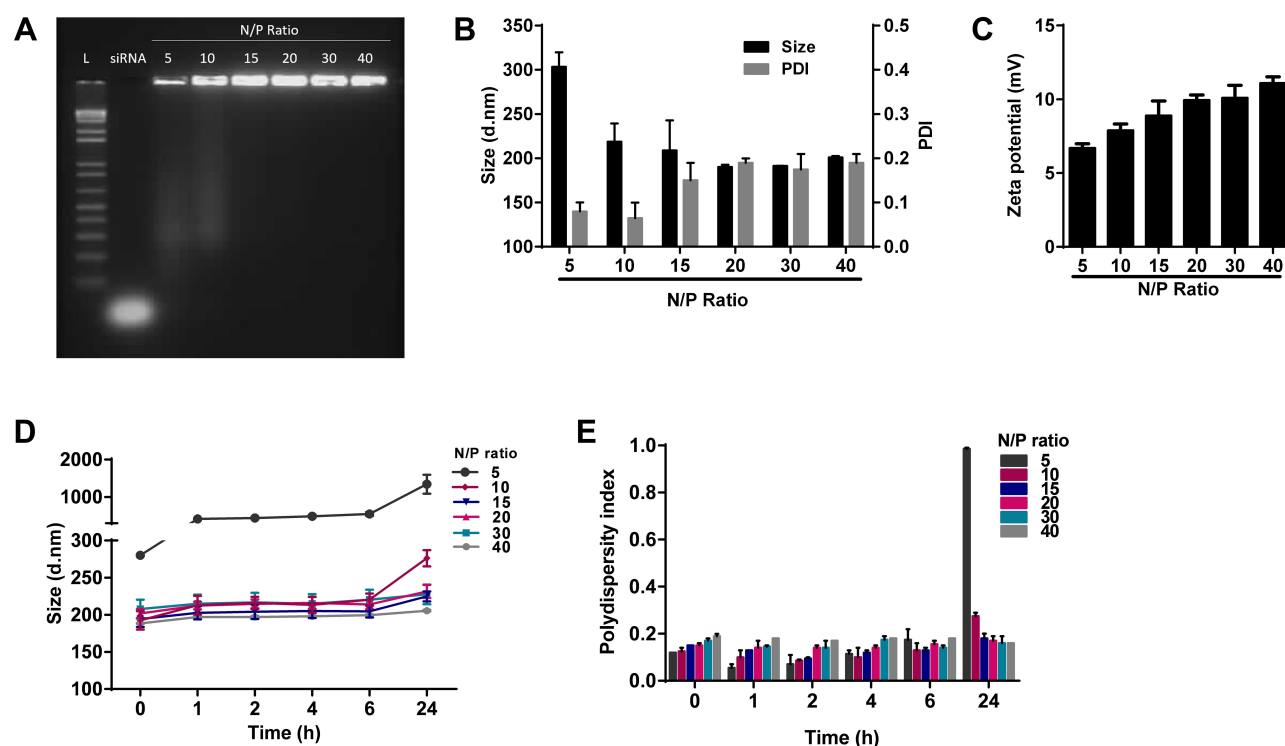 A
N/P Ratio
L siRNA 5 10 15 20 30 40
B
350
300
250
200
150
100
Size (d.nm)
Size
PDI
0.5
0.4
0.3
0.2
0.1
0.0
PDI
5 10 15 20 30 40
N/P Ratio
C
15
10
5
0
Zeta potential (mV)
5 10 15 20 30 40
N/P Ratio
D
2000
1000
300
250
200
150
100
Size (d.nm)
N/P ratio
5
10
15
20
30
40
0 1 2 4 6 24
Time (h)
E
1.0
0.8
0.6
0.4
0.2
0.0
Polydispersity index
N/P ratio
5
10
15
20
30
40
0 1 2 4 6 24
Time (h)